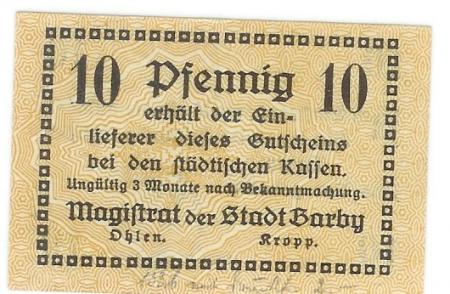 10 Pfennig 10
erhält der Ein-
lieferer dieses Gutscheins
bei den städtischen Kassen.
Ungültig 3 Monate nach Bekanntmachung.
Magistrat der Stadt Barby
Ohlen. Kropp.